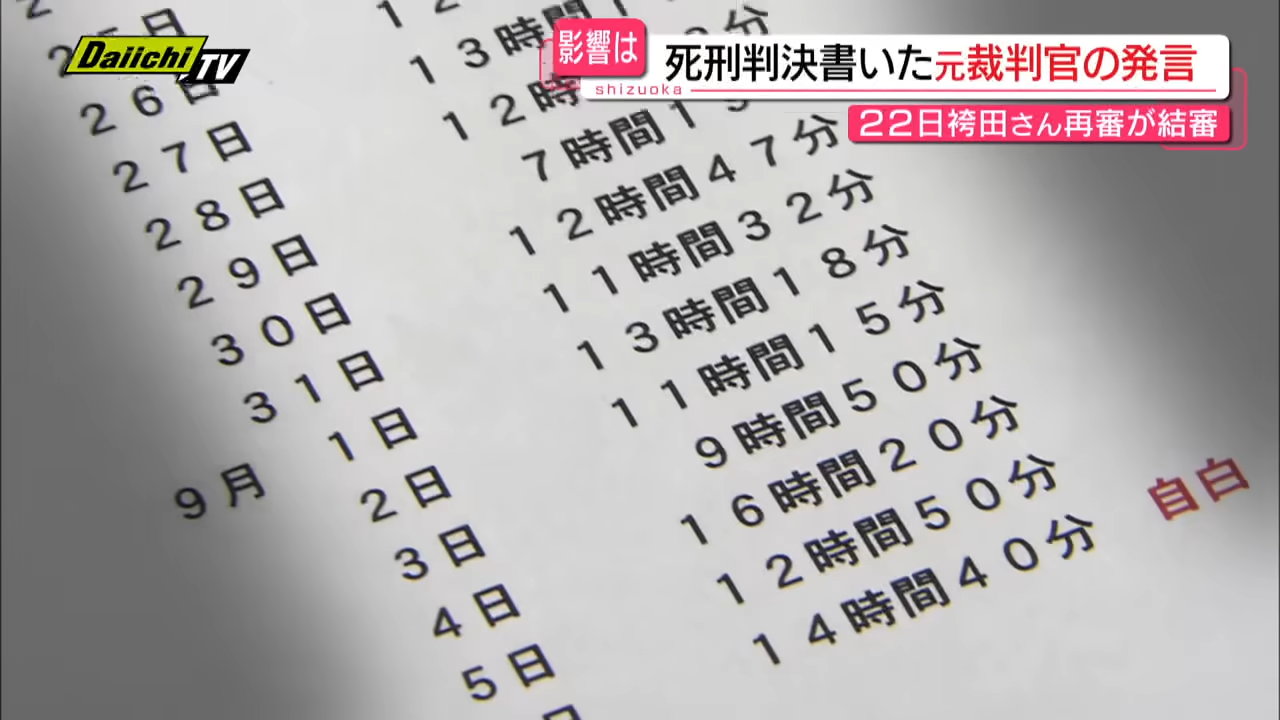 Daiichi TV
影響は
死刑判決書いた元裁判官の発言
shizuoka
22日袴田さん再審が結審
25日
26日
27日 13時間
28日 12時間
29日 7時間1
30日 12時間47分
31日 11時間32分
9月 1日 13時間18分
2日 11時間15分
3日 9時間50分
4日 16時間20分
5日 12時間50分
日 14時間40分 自白